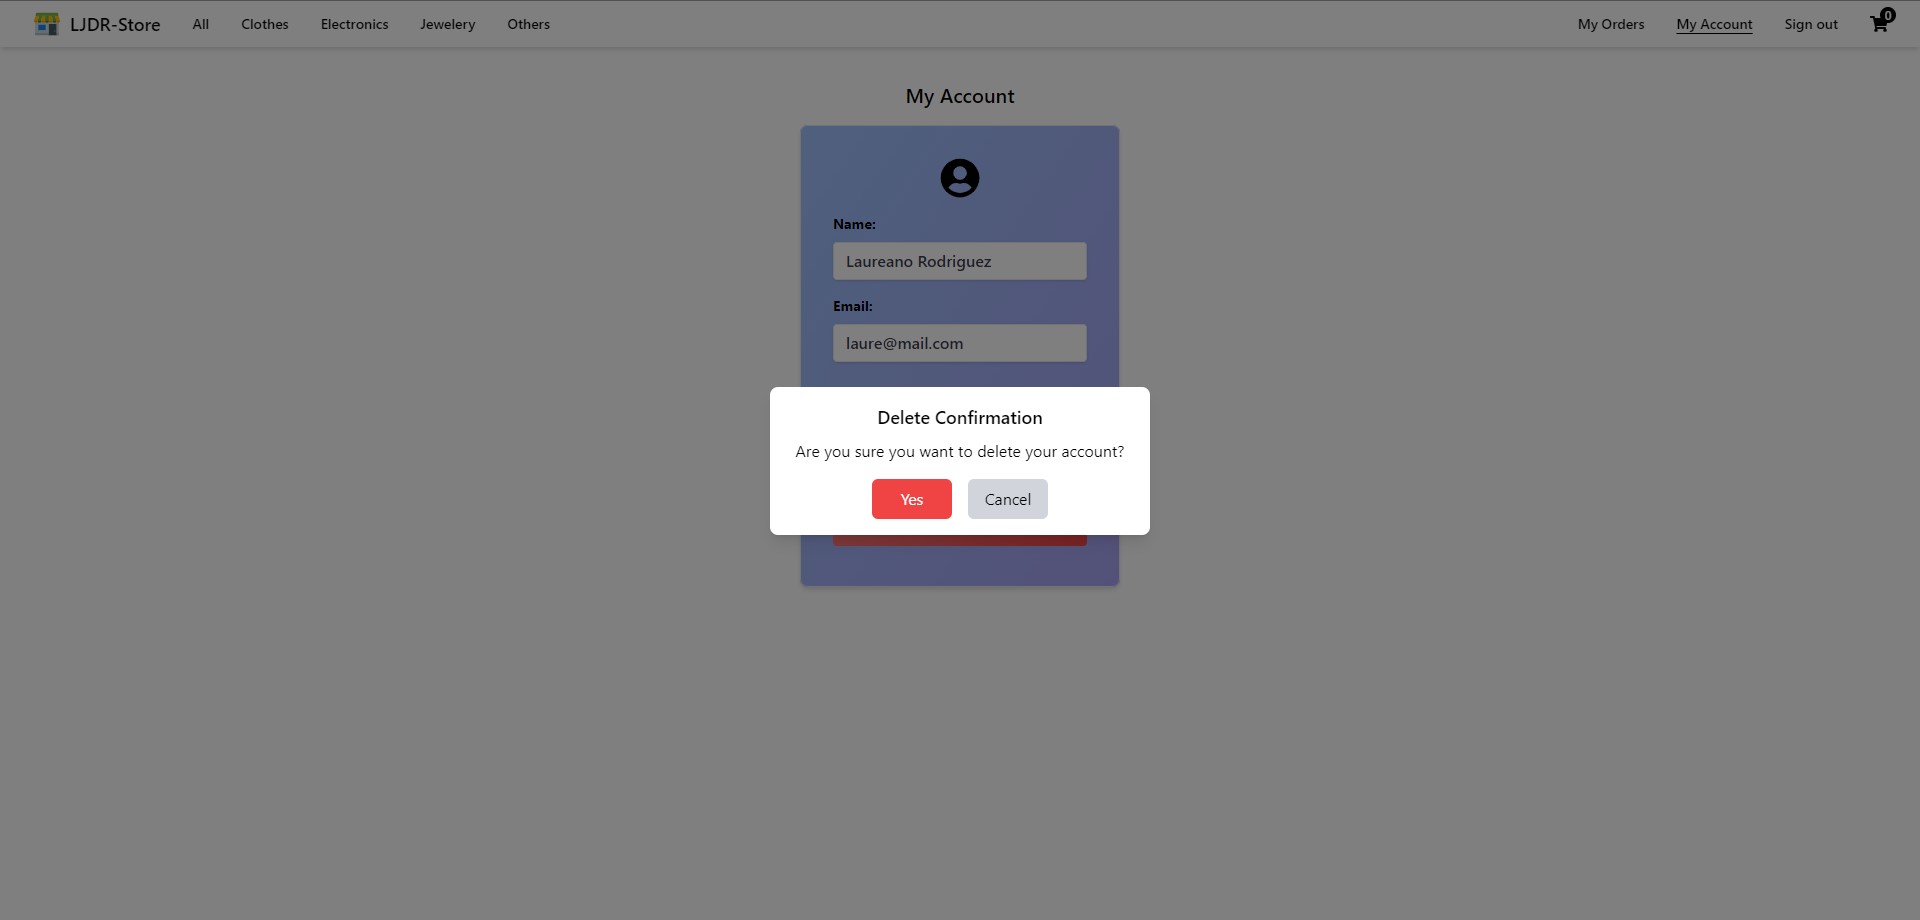 LJDR-Store All Clothes Electronics Jewelery Others My Orders My Account Sign out 0
My Account
Name:
Laureano Rodriguez
Email:
laure@mail.com
Delete Confirmation
Are you sure you want to delete your account?
Yes Cancel